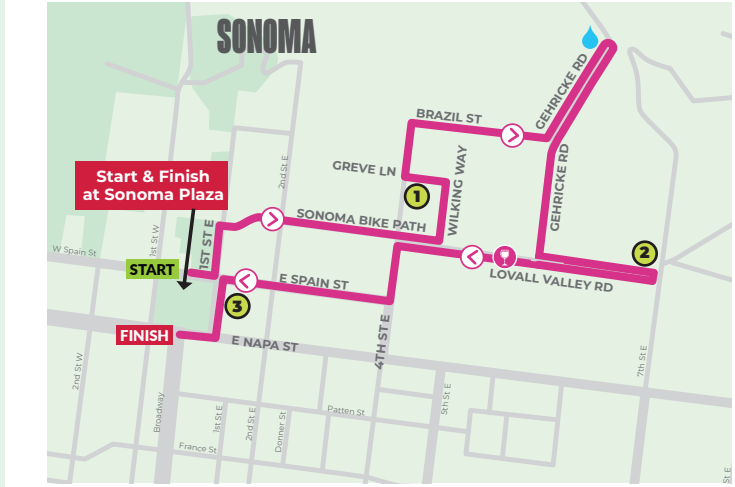 SONOMA
GEHRICKE RD
BRAZIL ST
GREVE LN
WILKING WAY
GEHRICKE RD
2nd St E
Start & Finish
at Sonoma Plaza
1
SONOMA BIKE PATH
1ST ST E
1st St W
W Spain St
START
2
LOVALL VALLEY RD
E SPAIN ST
3
FINISH
E NAPA ST
4TH ST E
2nd St W
Broadway
1st St E
2nd St E
Donner St
Patten St
5th St E
7th St E
France St
St E